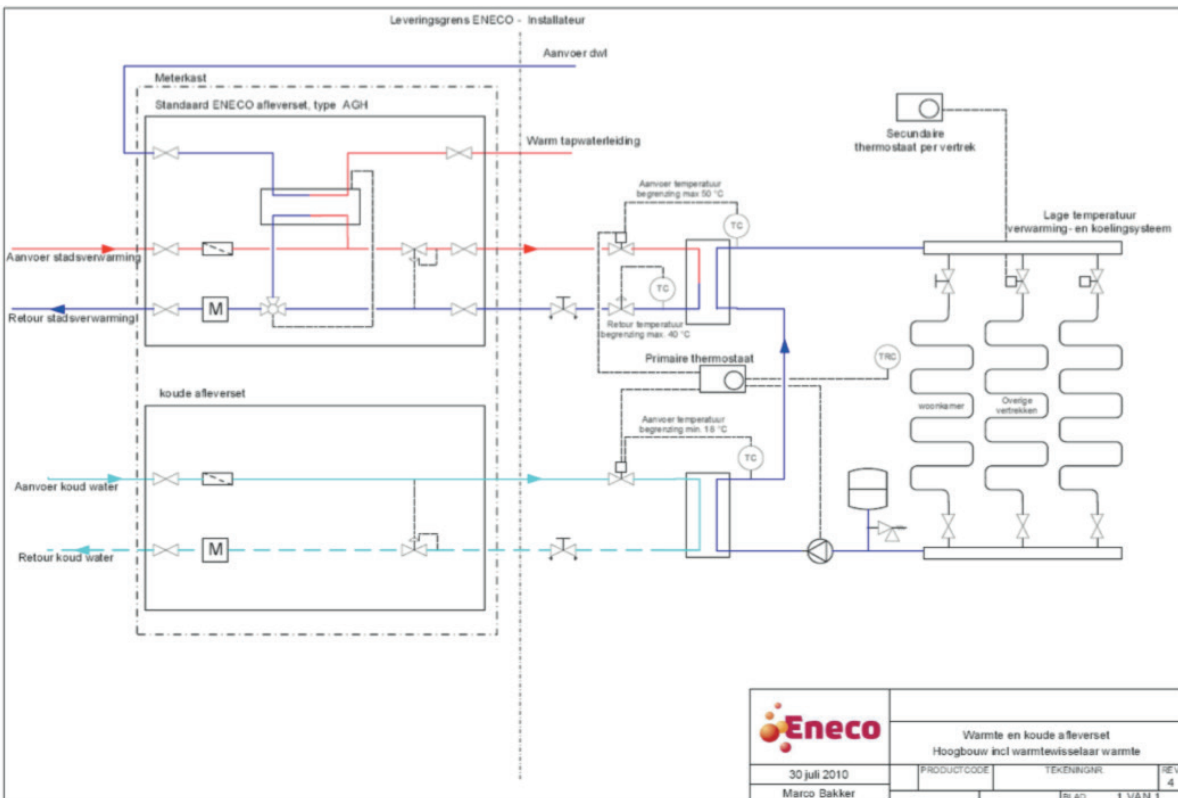 Leveringsgrens ENECO - Installateur
Aanvoer dwt
Meterkast
Standaard ENECO afleverset, type AGH
Warm tapwaterleiding
Secundaire
thermostaat per vertrek
Aanvoer temperatuur
begrenzing max 50 °C
TC
Lage temperatuur
verwarming- en koelingsysteem
Aanvoer stadsverwarming
TC
Retour stadsverwarming
M
Retour temperatuur
begrenzing max. 40 °C
Primaire thermostaat
TRC
koude afleverset
Aanvoer temperatuur
begrenzing min. 18 °C
TC
woonkamer
Overige
vertrekken
Aanvoer koud water
Retour koud water
M
Eneco
Warmte en koude afleverset
Hoogbouw incl warmtewisselaar warmte
30 juli 2010
PRODUCTCODE
TEKENINGNR.
REV
4
Marco Bakker
BLAD
1 VAN 1